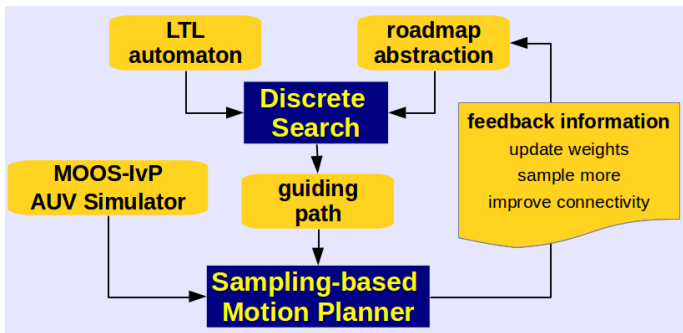 LTL
automaton
roadmap
abstraction
Discrete
Search
feedback information
update weights
sample more
improve connectivity
MOOS-IvP
AUV Simulator
guiding
path
Sampling-based
Motion Planner